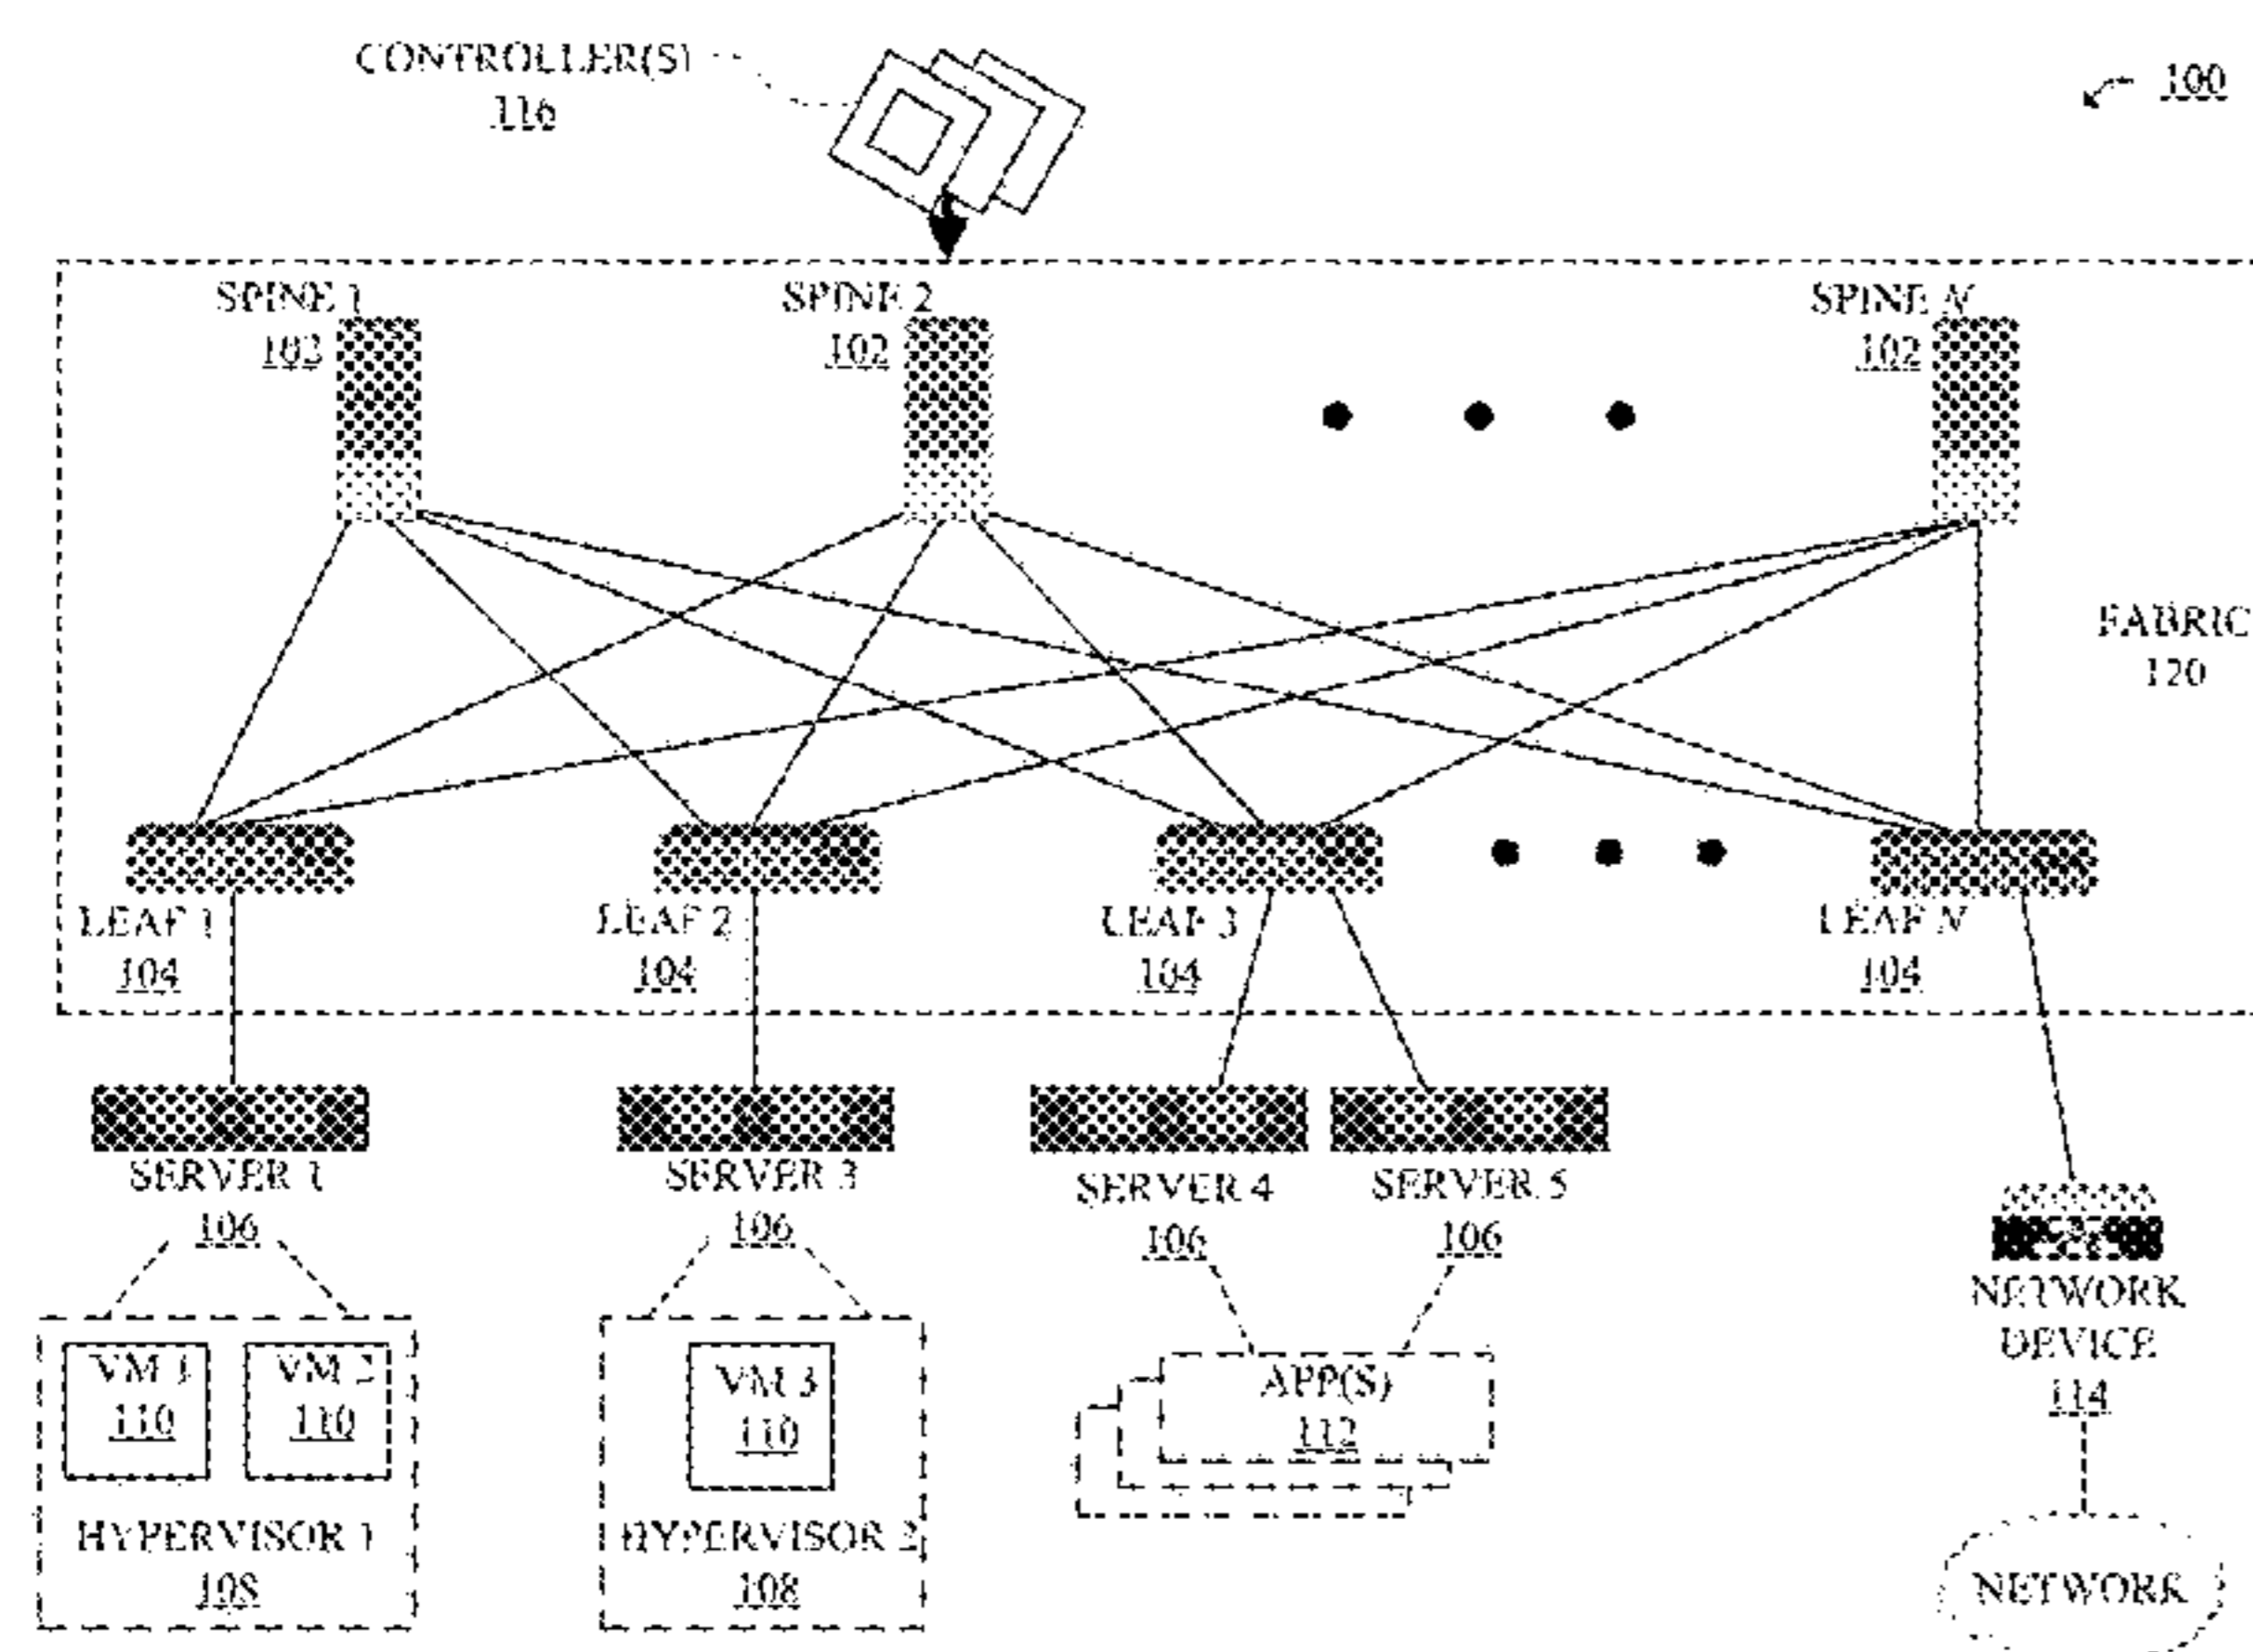 CONTROLLER(S)
116
100
SPINE 1
102
SPINE 2
102
SPINE N
102
FABRIC
120
LEAF 1
104
LEAF 2
104
LEAF 3
104
LEAF N
104
SERVER 1
106
SERVER 3
106
SERVER 4
106
SERVER 5
106
NETWORK
DEVICE
114
VM 1
110
VM 2
110
HYPERVISOR 1
108
VM 3
110
HYPERVISOR 2
108
APP(S)
112
NETWORK